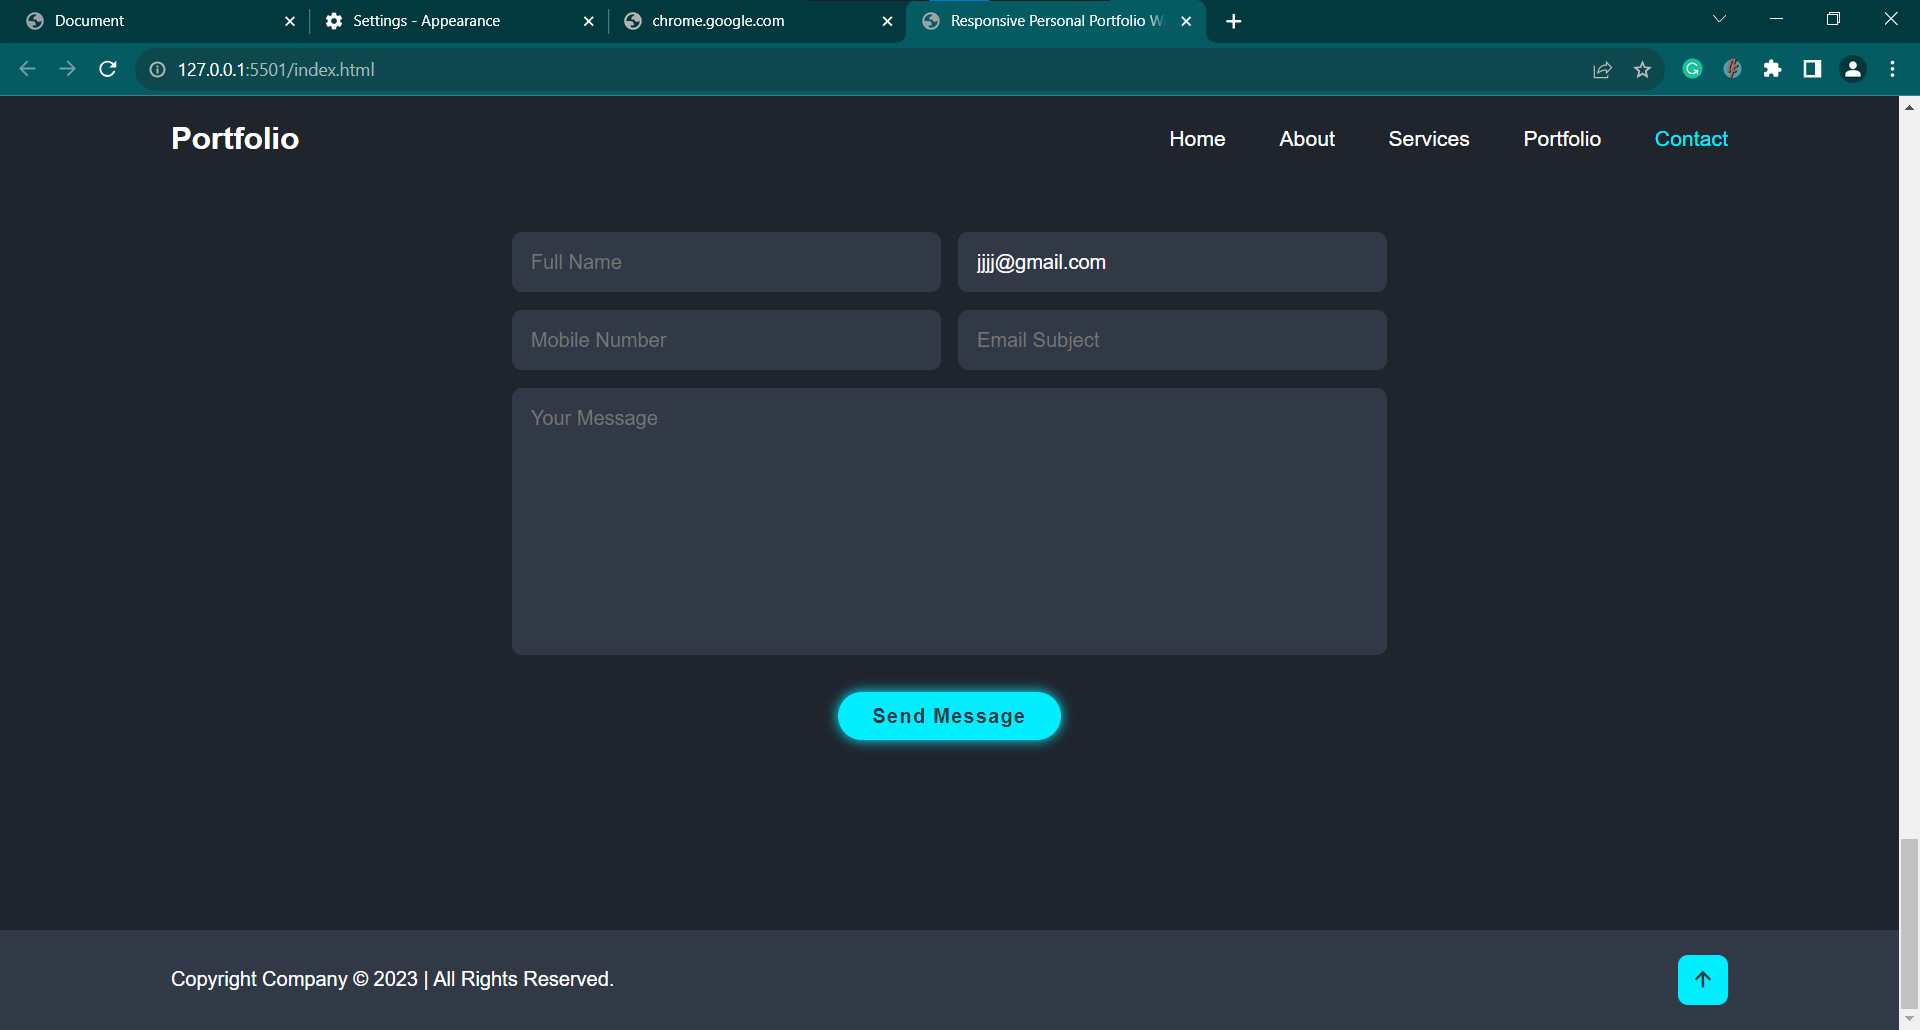 Document
Settings - Appearance
chrome.google.com
Responsive Personal Portfolio W
127.0.0.1:5501/index.html
Portfolio
Home
About
Services
Portfolio
Contact
Full Name
jjjj@gmail.com
Mobile Number
Email Subject
Your Message
Send Message
Copyright Company © 2023 | All Rights Reserved.